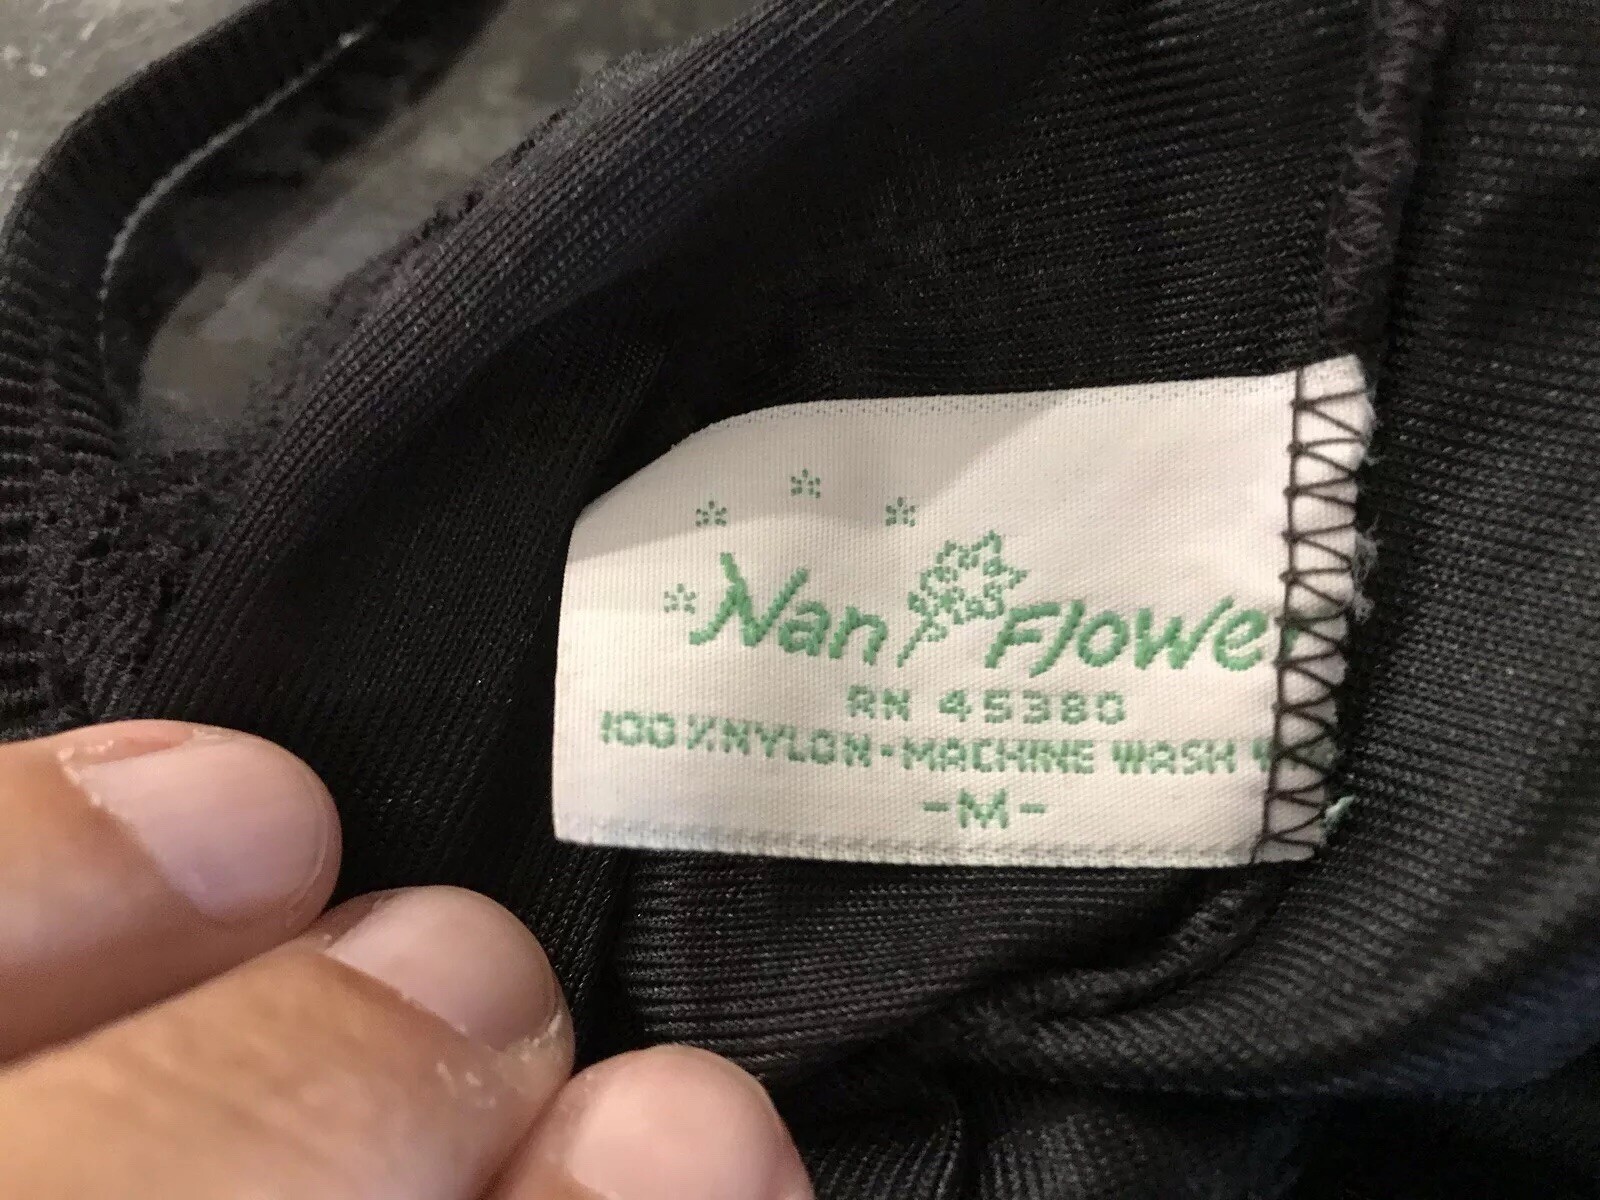 Nan Flowe
RN 45380
100% NYLON - MACHINE WASH
- M -